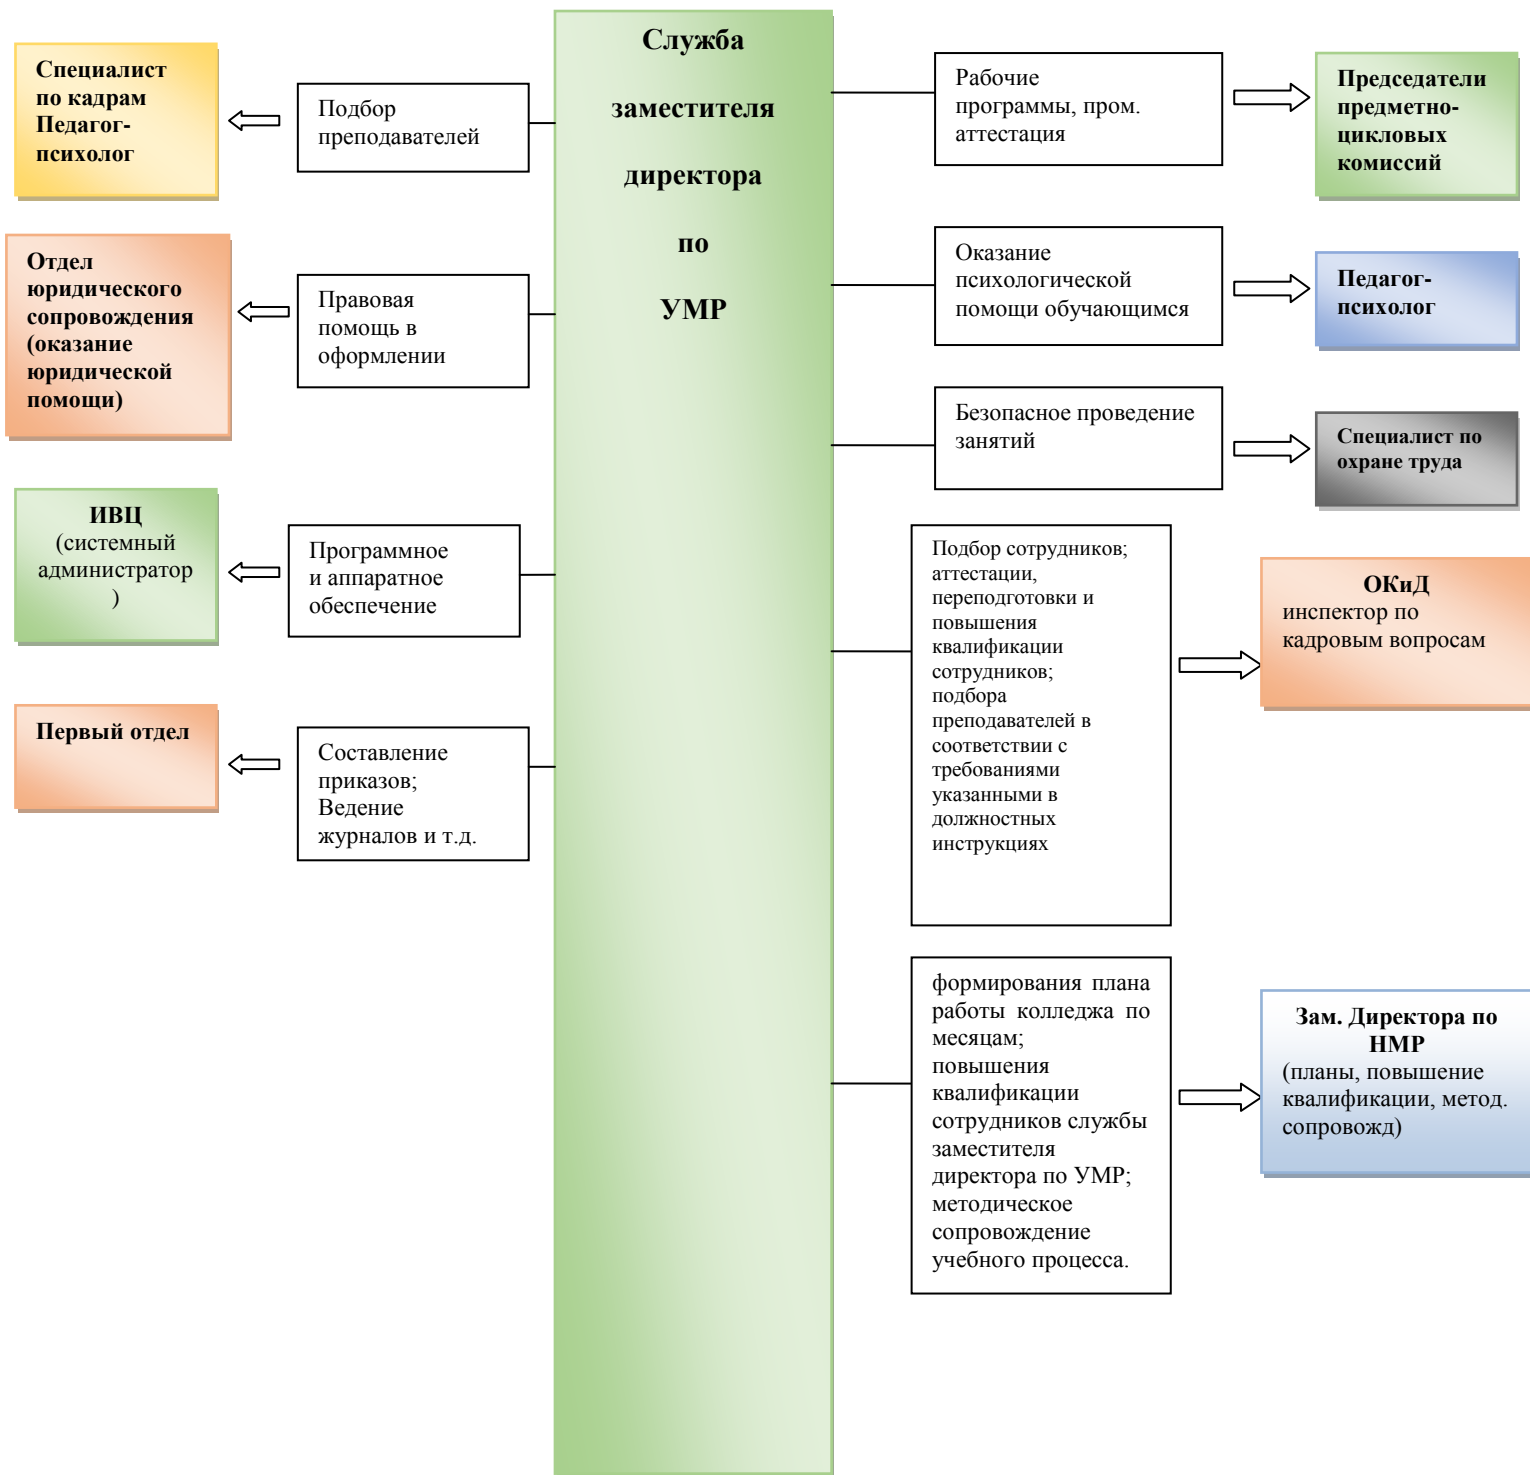 Служба
заместителя
директора
по
УМР
Специалист
по кадрам
Педагог-
психолог
Подбор
преподавателей
Отдел
юридического
сопровождения
(оказание
юридической
помощи)
Правовая
помощь в
оформлении
ИВЦ
(системный
администратор
)
Программное
и аппаратное
обеспечение
Первый отдел
Составление
приказов;
Ведение
журналов и т.д.
Рабочие
программы, пром.
аттестация
Председатели
предметно-
цикловых
комиссий
Оказание
психологической
помощи обучающимся
Педагог-
психолог
Безопасное проведение
занятий
Специалист по
охране труда
Подбор сотрудников;
аттестации,
переподготовки и
повышения
квалификации
сотрудников;
подбора
преподавателей в
соответствии с
требованиями
указанными в
должностных
инструкциях
ОКиД
инспектор по
кадровым вопросам
формирования плана
работы колледжа по
месяцам;
повышения
квалификации
сотрудников службы
заместителя
директора по УМР;
методическое
сопровождение
учебного процесса.
Зам. Директора по
НМР
(планы, повышение
квалификации, метод.
сопровожд)